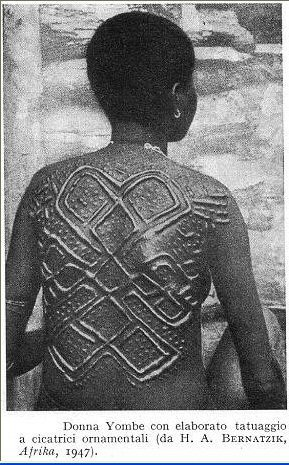 Donna Yombe con elaborato tatuaggio
a cicatrici ornamentali (da H. A. BERNATZIK,
Afrika, 1947).